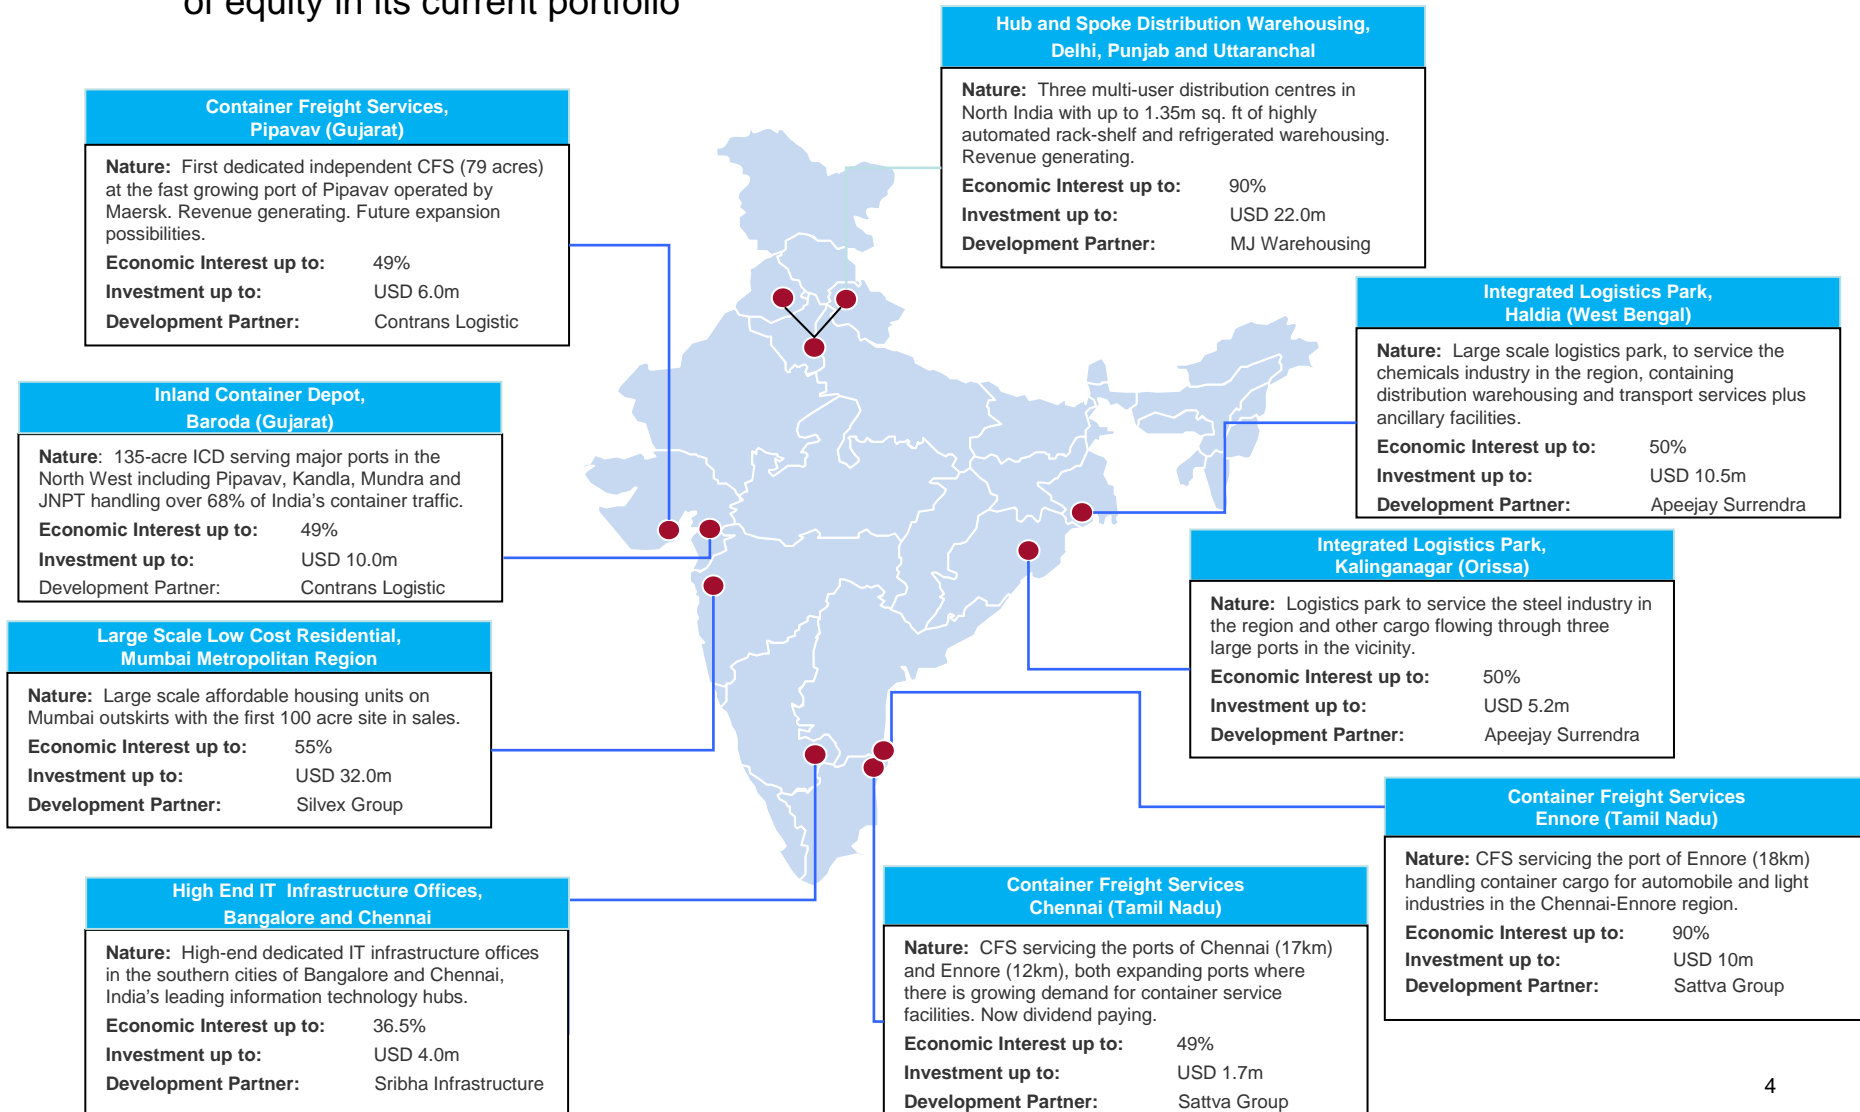 of equity in its current portfolio
Hub and Spoke Distribution Warehousing,
Delhi, Punjab and Uttaranchal
Nature: Three multi-user distribution centres in
North India with up to 1.35m sq. ft of highly
automated rack-shelf and refrigerated warehousing.
Revenue generating.
Economic Interest up to: 90%
Investment up to: USD 22.0m
Development Partner: MJ Warehousing
Container Freight Services,
Pipavav (Gujarat)
Nature: First dedicated independent CFS (79 acres)
at the fast growing port of Pipavav operated by
Maersk. Revenue generating. Future expansion
possibilities.
Economic Interest up to: 49%
Investment up to: USD 6.0m
Development Partner: Contrans Logistic
Integrated Logistics Park,
Haldia (West Bengal)
Nature: Large scale logistics park, to service the
chemicals industry in the region, containing
distribution warehousing and transport services plus
ancillary facilities.
Economic Interest up to: 50%
Investment up to: USD 10.5m
Development Partner: Apeejay Surrendra
Inland Container Depot,
Baroda (Gujarat)
Nature: 135-acre ICD serving major ports in the
North West including Pipavav, Kandla, Mundra and
JNPT handling over 68% of India's container traffic.
Economic Interest up to: 49%
Investment up to: USD 10.0m
Development Partner: Contrans Logistic
Integrated Logistics Park,
Kalinganagar (Orissa)
Nature: Logistics park to service the steel industry in
the region and other cargo flowing through three
large ports in the vicinity.
Economic Interest up to: 50%
Investment up to: USD 5.2m
Development Partner: Apeejay Surrendra
Large Scale Low Cost Residential,
Mumbai Metropolitan Region
Nature: Large scale affordable housing units on
Mumbai outskirts with the first 100 acre site in sales.
Economic Interest up to: 55%
Investment up to: USD 32.0m
Development Partner: Silvex Group
Container Freight Services
Ennore (Tamil Nadu)
Nature: CFS servicing the port of Ennore (18km)
handling container cargo for automobile and light
industries in the Chennai-Ennore region.
Economic Interest up to: 90%
Investment up to: USD 10m
Development Partner: Sattva Group
High End IT Infrastructure Offices,
Bangalore and Chennai
Nature: High-end dedicated IT infrastructure offices
in the southern cities of Bangalore and Chennai,
India's leading information technology hubs.
Economic Interest up to: 36.5%
Investment up to: USD 4.0m
Development Partner: Sribha Infrastructure
Container Freight Services
Chennai (Tamil Nadu)
Nature: CFS servicing the ports of Chennai (17km)
and Ennore (12km), both expanding ports where
there is growing demand for container service
facilities. Now dividend paying.
Economic Interest up to: 49%
Investment up to: USD 1.7m
Development Partner: Sattva Group
4